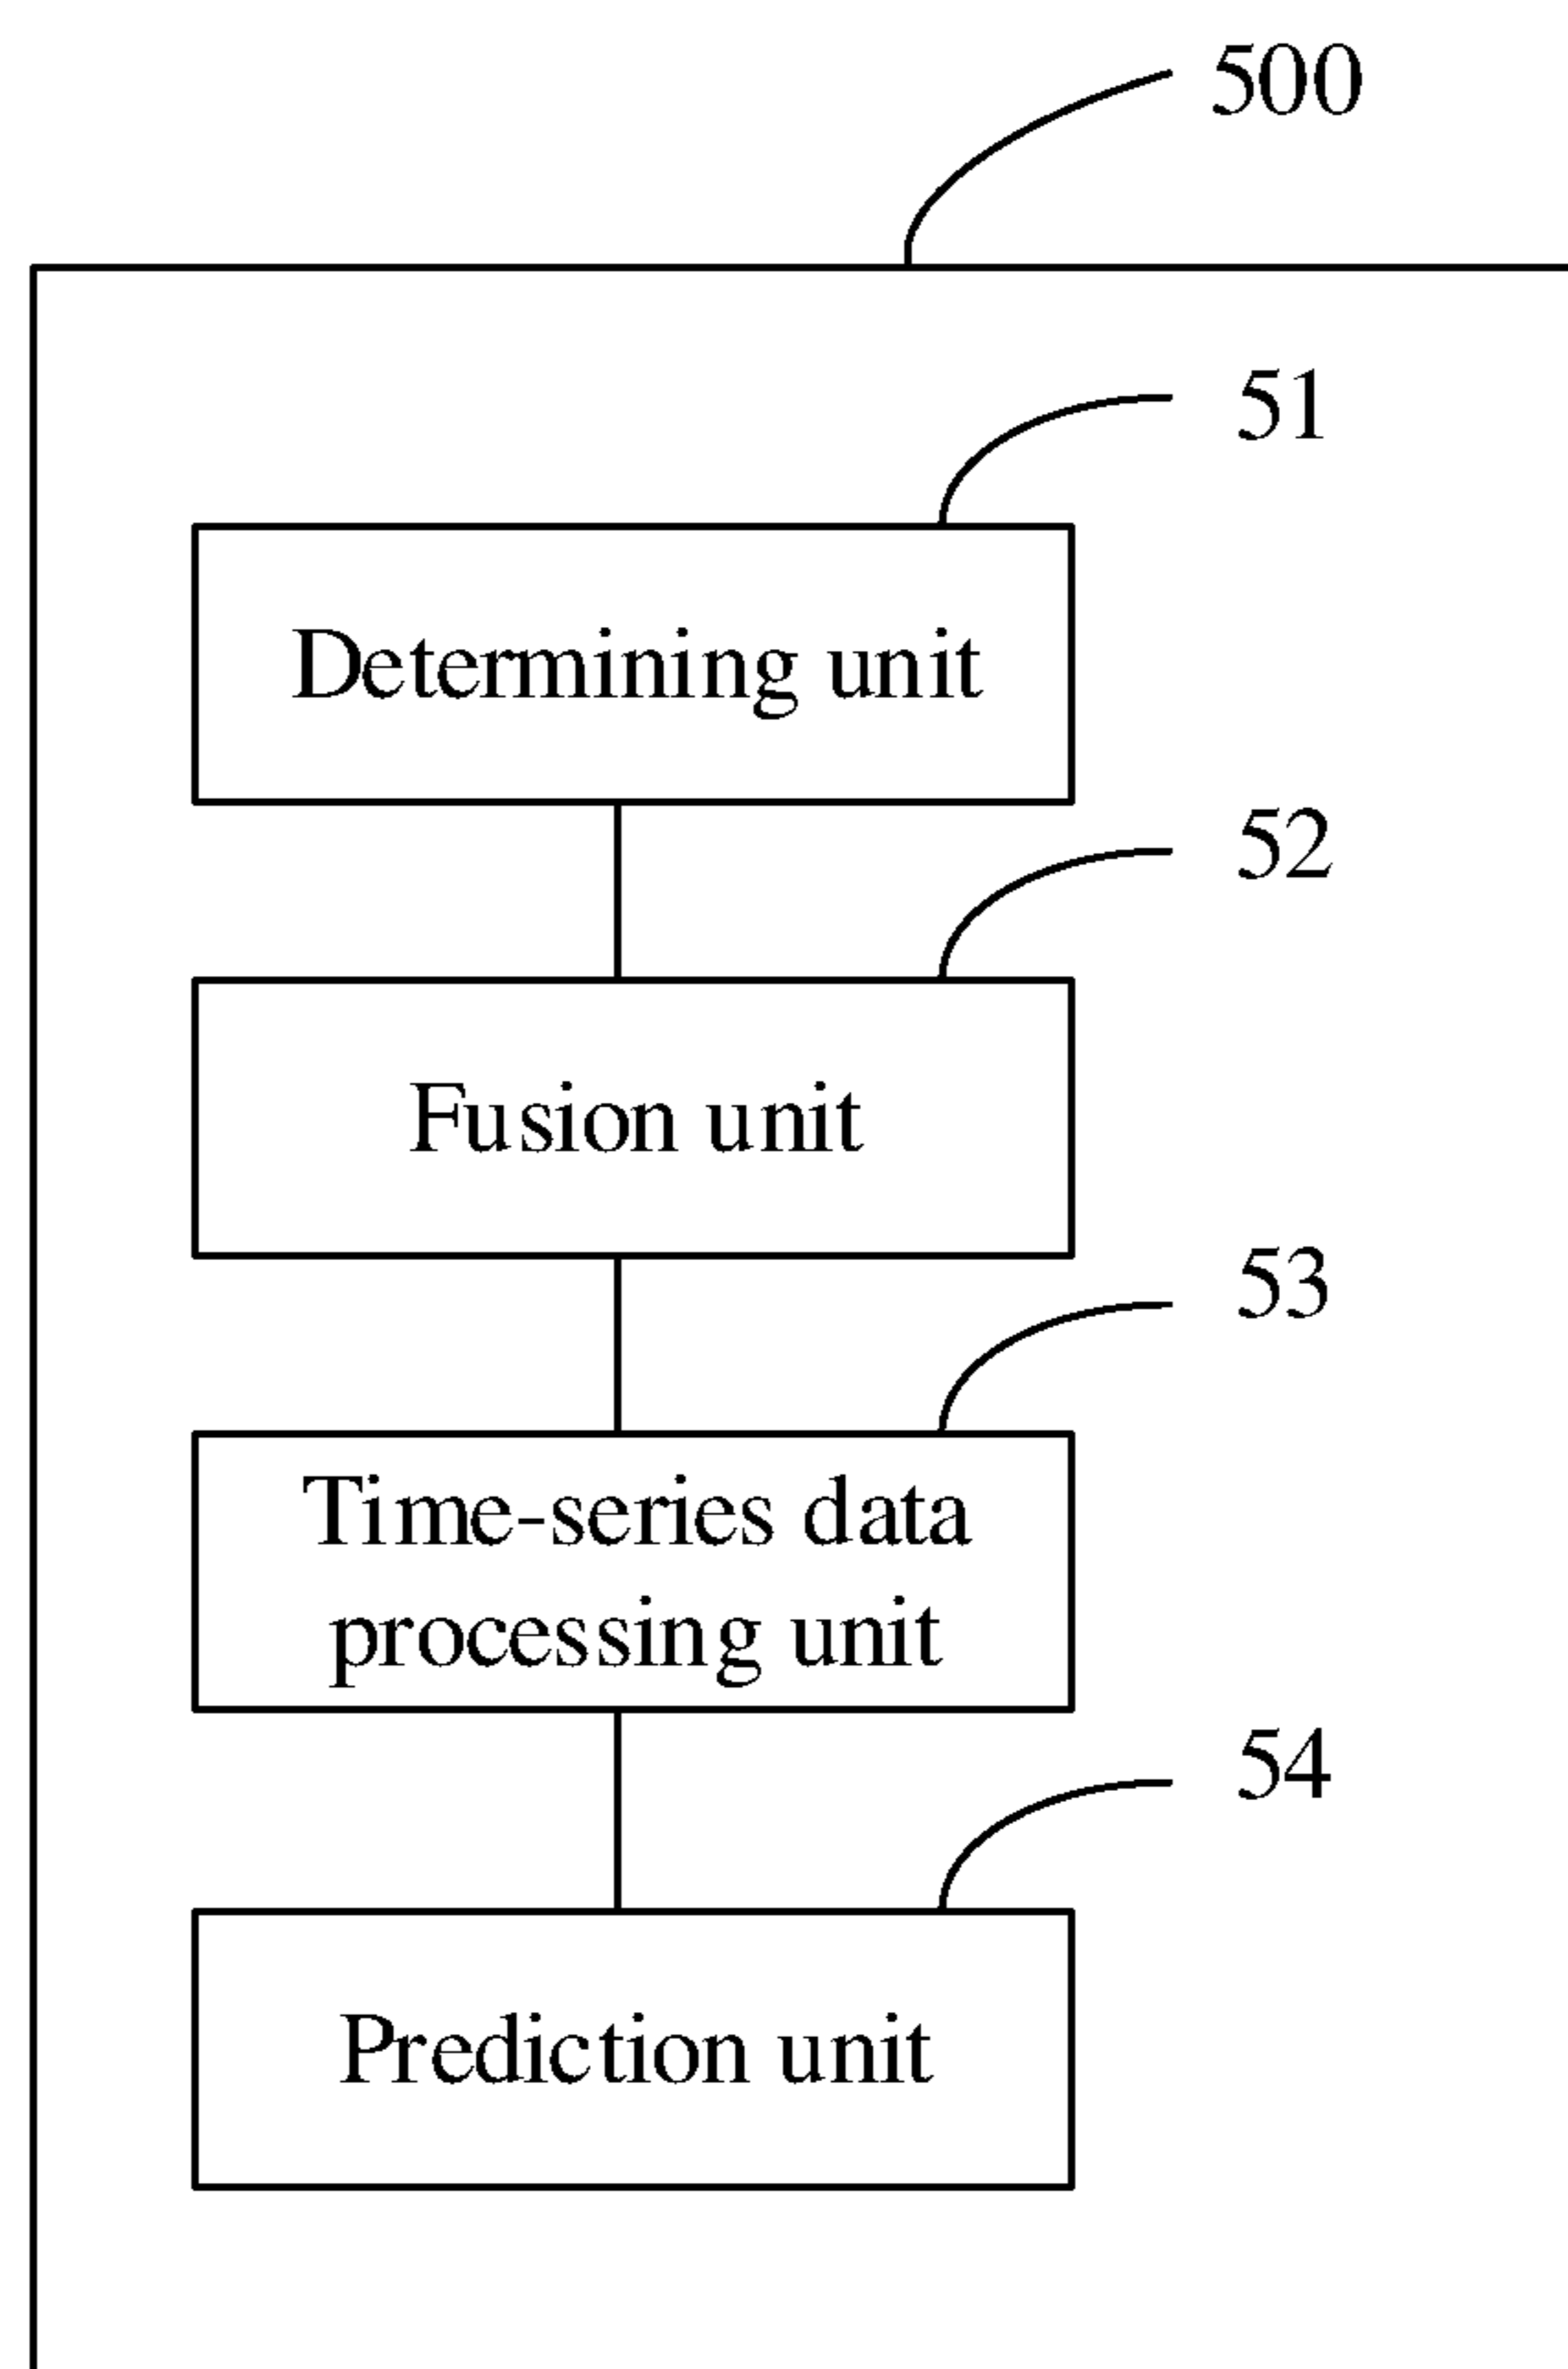 500
51
Determining unit
52
Fusion unit
53
Time-series data
processing unit
54
Prediction unit